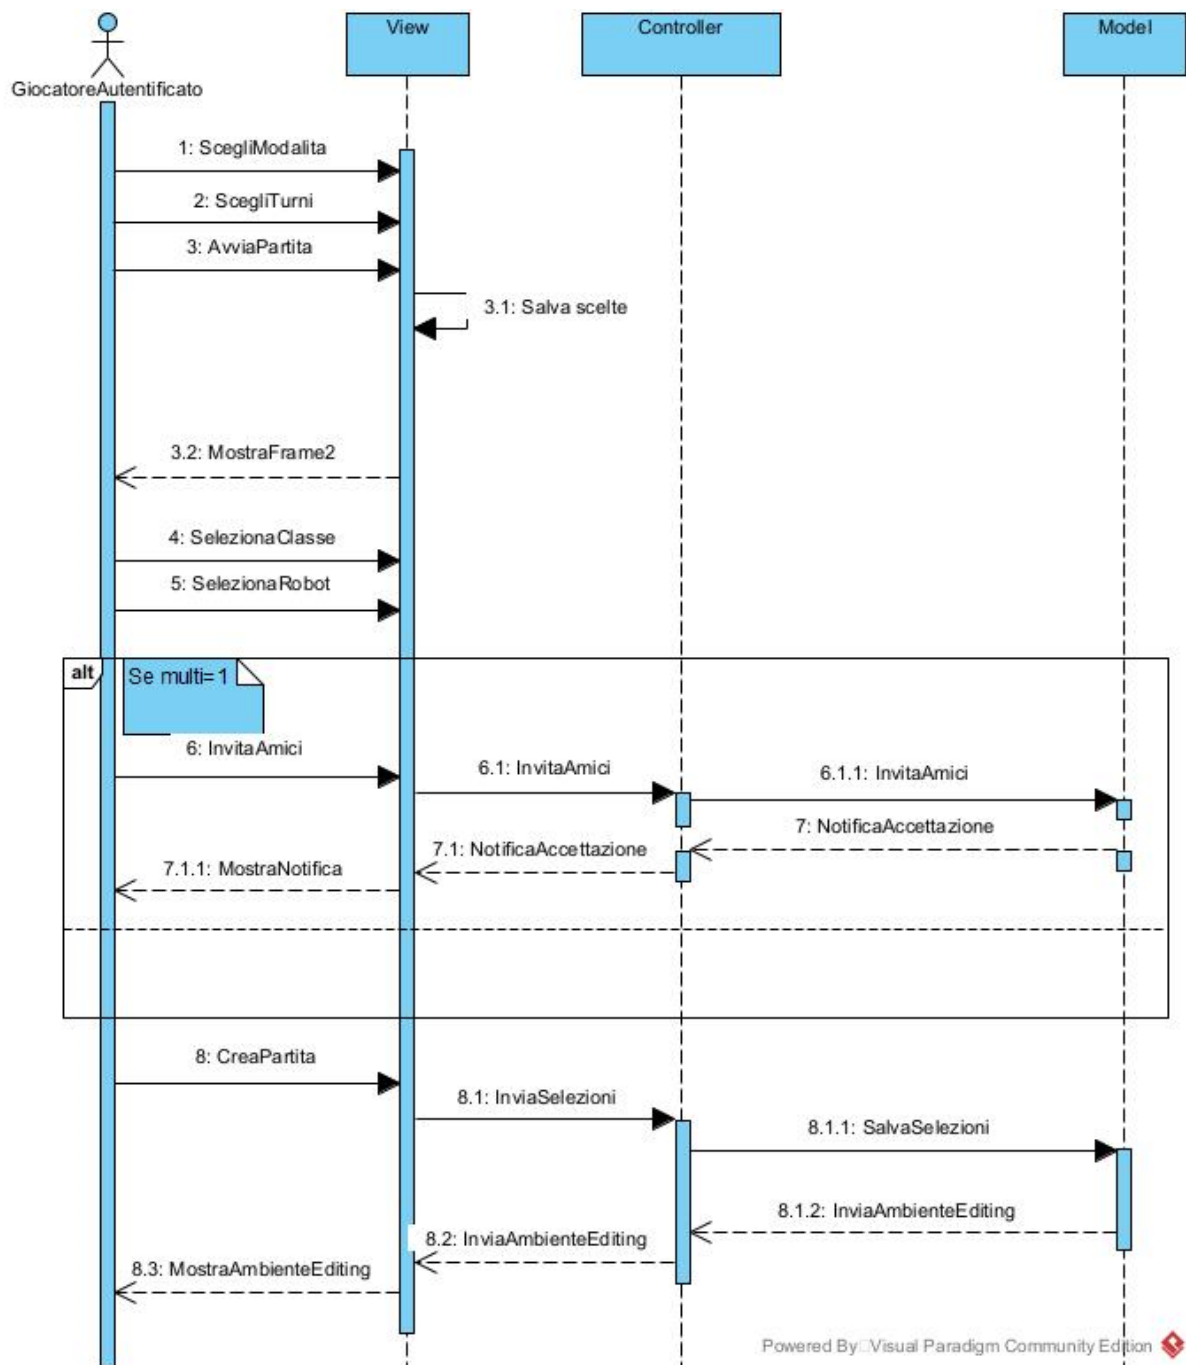 View
Controller
Model
GiocatoreAutentificato
1: ScegliModalita
2: ScegliTurni
3: AvviaPartita
3.1: Salva scelte
3.2: MostraFrame2
4: SelezionaClasse
5: SelezionaRobot
alt
Se multi=1
6: InvitaAmici
6.1: InvitaAmici
6.1.1: InvitaAmici
7: NotificaAccettazione
7.1: NotificaAccettazione
7.1.1: MostraNotifica
8: CreaPartita
8.1: InviaSelezioni
8.1.1: SalvaSelezioni
8.1.2: InviaAmbienteEditing
8.2: InviaAmbienteEditing
8.3: MostraAmbienteEditing
Powered By Visual Paradigm Community Edition